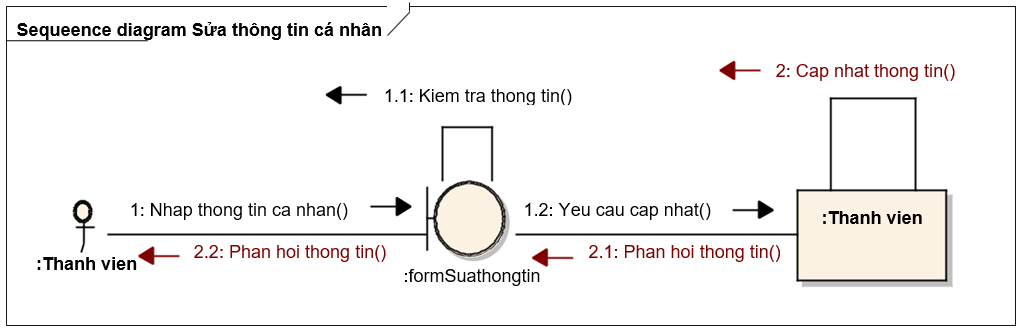 Sequeence diagram Sửa thông tin cá nhân
2: Cap nhat thong tin()
1.1: Kiem tra thong tin()
1: Nhap thong tin ca nhan()
1.2: Yeu cau cap nhat()
:Thanh vien
2.2: Phan hoi thong tin()
2.1: Phan hoi thong tin()
:Thanh vien
:formSuathongtin